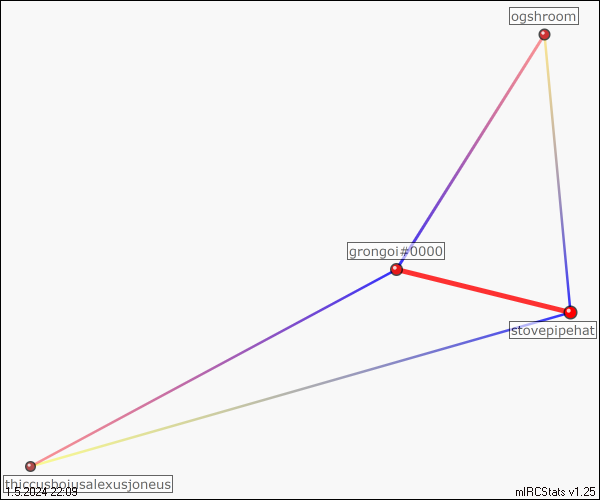 ogshroom
grongoi#0000
stovepipehat
thiccusboiusalexusjoneus
1.5.2024 22:09
mIRCStats v1.25